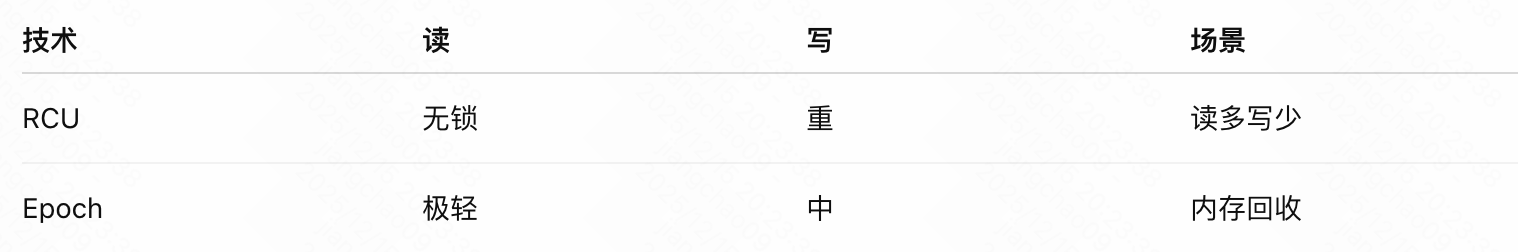 技术 读 写 场景
RCU 无锁 重 读多写少
Epoch 极轻 中 内存回收